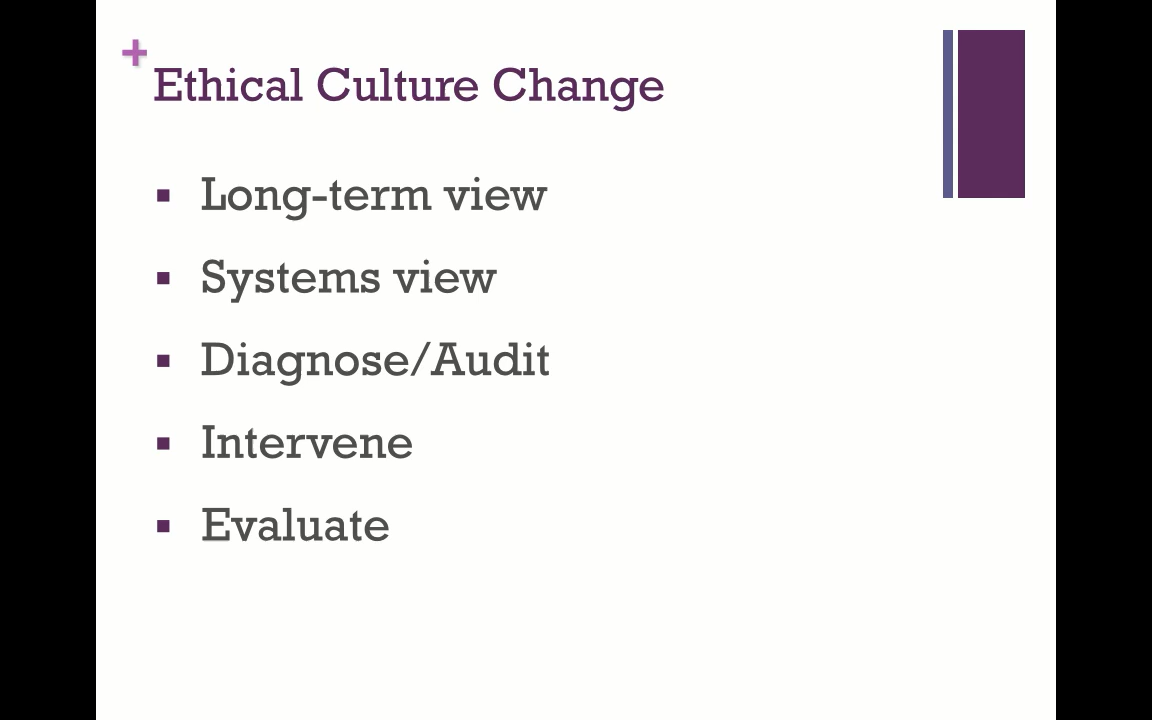 +
Ethical Culture Change
▪ Long-term view
▪ Systems view
▪ Diagnose/Audit
▪ Intervene
▪ Evaluate